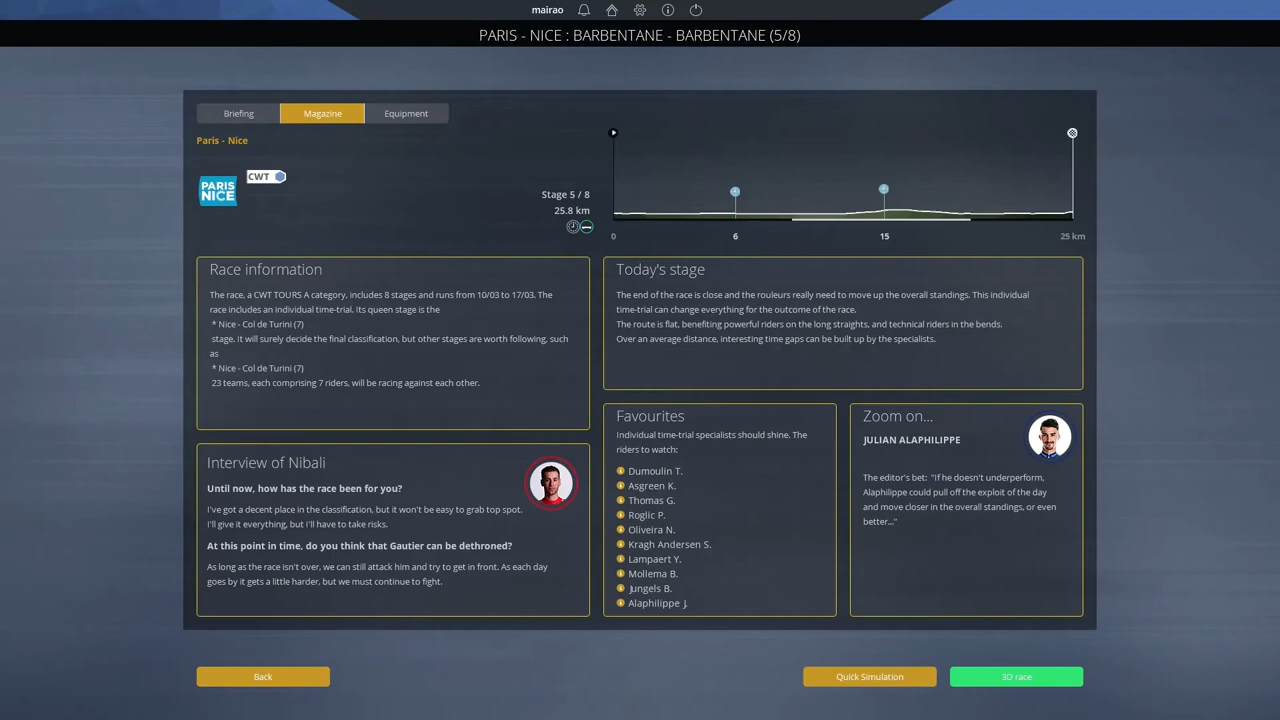 mairao
PARIS - NICE : BARBENTANE - BARBENTANE (5/8)
Briefing
Magazine
Equipment
Paris - Nice
PARIS
NICE
CWT
Stage 5 / 8
25.8 km
0
6
15
25 km
Race information
The race, a CWT TOURS A category, includes 8 stages and runs from 10/03 to 17/03. The
race includes an individual time-trial. Its queen stage is the
* Nice - Col de Turini (7)
stage. It will surely decide the final classification, but other stages are worth following, such
as
* Nice - Col de Turini (7)
23 teams, each comprising 7 riders, will be racing against each other.
Today's stage
The end of the race is close and the rouleurs really need to move up the overall standings. This individual
time-trial can change everything for the outcome of the race.
The route is flat, benefiting powerful riders on the long straights, and technical riders in the bends.
Over an average distance, interesting time gaps can be built up by the specialists.
Interview of Nibali
Until now, how has the race been for you?
I've got a decent place in the classification, but it won't be easy to grab top spot.
I'll give it everything, but I'll have to take risks.
At this point in time, do you think that Gautier can be dethroned?
As long as the race isn't over, we can still attack him and try to get in front. As each day
goes by it gets a little harder, but we must continue to fight.
Favourites
Individual time-trial specialists should shine. The
riders to watch:
Dumoulin T.
Asgreen K.
Thomas G.
Roglic P.
Oliveira N.
Kragh Andersen S.
Lampaert Y.
Mollema B.
Jungels B.
Alaphilippe J.
Zoom on...
JULIAN ALAPHILIPPE
The editor's bet: "If he doesn't underperform,
Alaphilippe could pull off the exploit of the day
and move closer in the overall standings, or even
better..."
Back
Quick Simulation
3D race